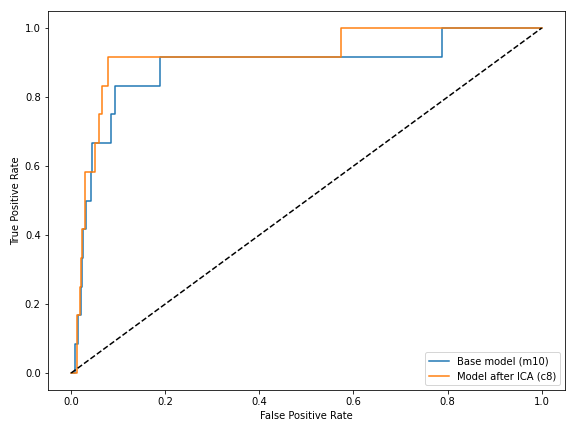 1.0
0.8
0.6
0.4
0.2
0.0
True Positive Rate
0.0 0.2 0.4 0.6 0.8 1.0
False Positive Rate
Base model (m10)
Model after ICA (c8)